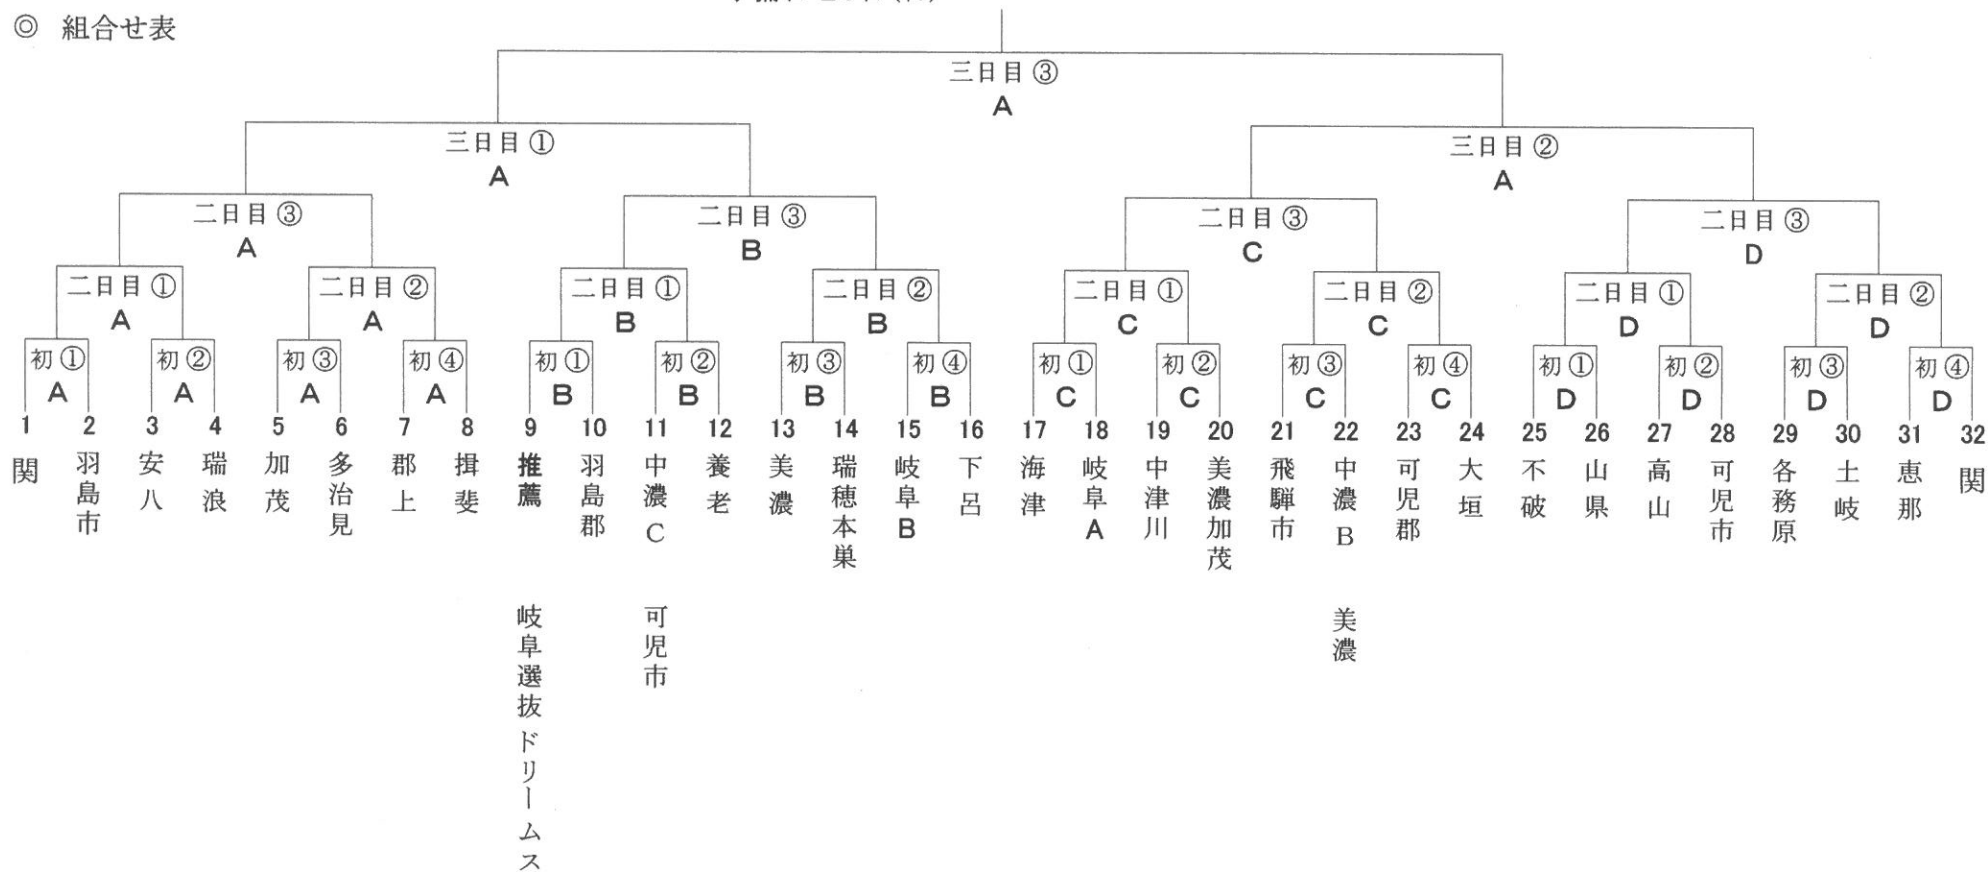 ◎ 組合せ表
三日目 ③
A
三日目 ①
A
三日目 ②
A
二日目 ③
A
二日目 ③
B
二日目 ③
C
二日目 ③
D
二日目 ①
A
二日目 ②
A
二日目 ①
B
二日目 ②
B
二日目 ①
C
二日目 ②
C
二日目 ①
D
二日目 ②
D
初 ①
A
初 ②
A
初 ③
A
初 ④
A
初 ①
B
初 ②
B
初 ③
B
初 ④
B
初 ①
C
初 ②
C
初 ③
C
初 ④
C
初 ①
D
初 ②
D
初 ③
D
初 ④
D
1
関
2
羽島市
3
安八
4
瑞浪
5
加茂
6
多治見
7
郡上
8
揖斐
9
推薦
岐阜選抜ドリームス
10
羽島郡
11
中濃C
可児市
12
養老
13
美濃
14
瑞穂本巣
15
岐阜B
16
下呂
17
海津
18
岐阜A
19
中津川
20
美濃加茂
21
飛騨市
22
中濃B
美濃
23
可児郡
24
大垣
25
不破
26
山県
27
高山
28
可児市
29
各務原
30
土岐
31
恵那
32
関